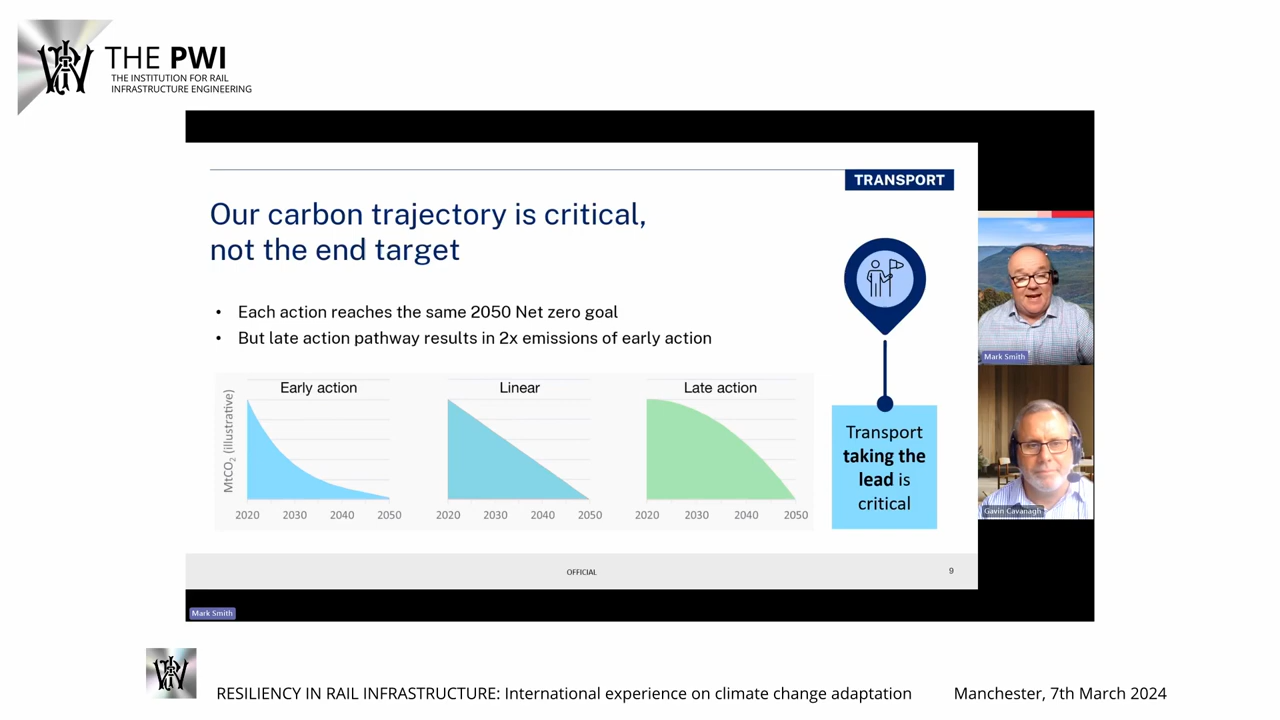 THE PWI
THE INSTITUTION FOR RAIL
INFRASTRUCTURE ENGINEERING
TRANSPORT
Our carbon trajectory is critical,
not the end target
• Each action reaches the same 2050 Net zero goal
• But late action pathway results in 2x emissions of early action
MtCO₂ (illustrative)
Early action
2020 2030 2040 2050
Linear
2020 2030 2040 2050
Late action
2020 2030 2040 2050
Transport
taking the
lead is
critical
OFFICIAL
9
Mark Smith
Gavin Cavanagh
Mark Smith
RESILIENCY IN RAIL INFRASTRUCTURE: International experience on climate change adaptation
Manchester, 7th March 2024